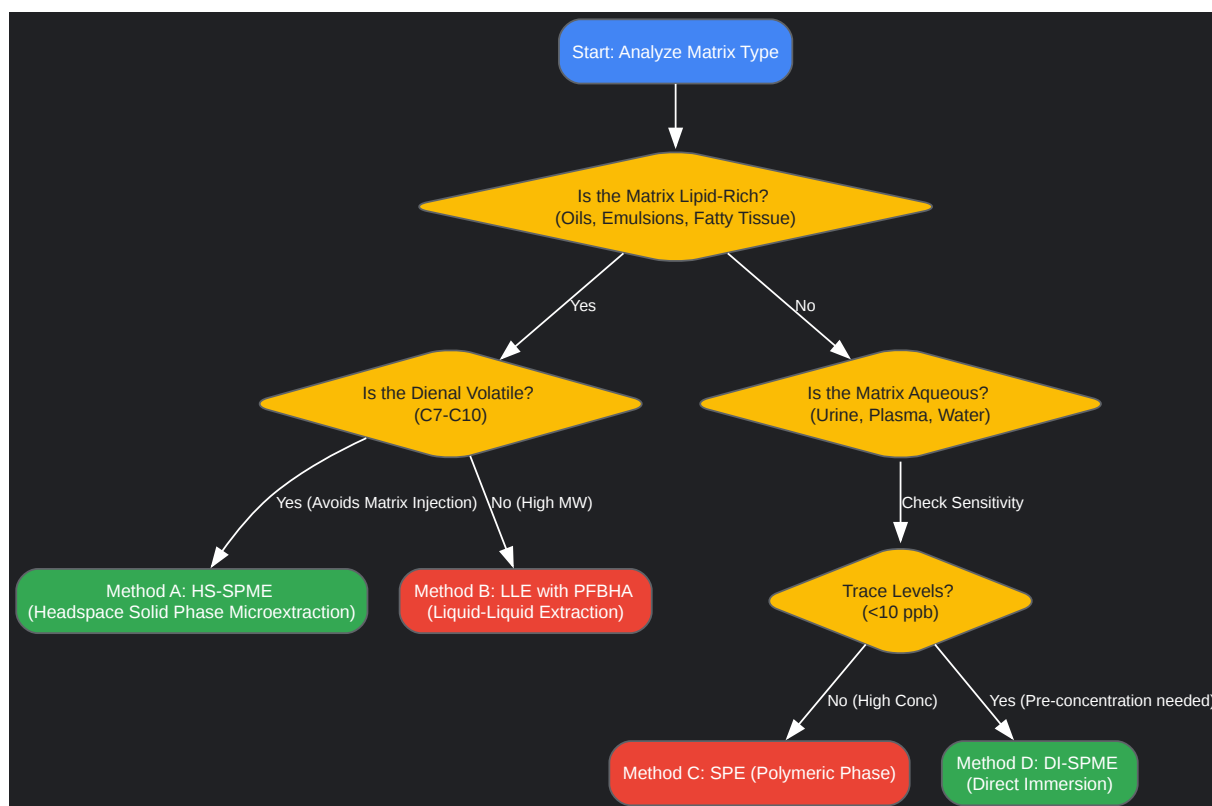 Start: Analyze Matrix Type
Is the Matrix Lipid-Rich?
(Oils, Emulsions, Fatty Tissue)
Yes
No
Is the Dienal Volatile?
(C7-C10)
Is the Matrix Aqueous?
(Urine, Plasma, Water)
Yes (Avoids Matrix Injection)
No (High MW)
Check Sensitivity
Method A: HS-SPME
(Headspace Solid Phase Microextraction)
Method B: LLE with PFBHA
(Liquid-Liquid Extraction)
Trace Levels?
(<10 ppb)
No (High Conc)
Yes (Pre-concentration needed)
Method C: SPE (Polymeric Phase)
Method D: DI-SPME
(Direct Immersion)